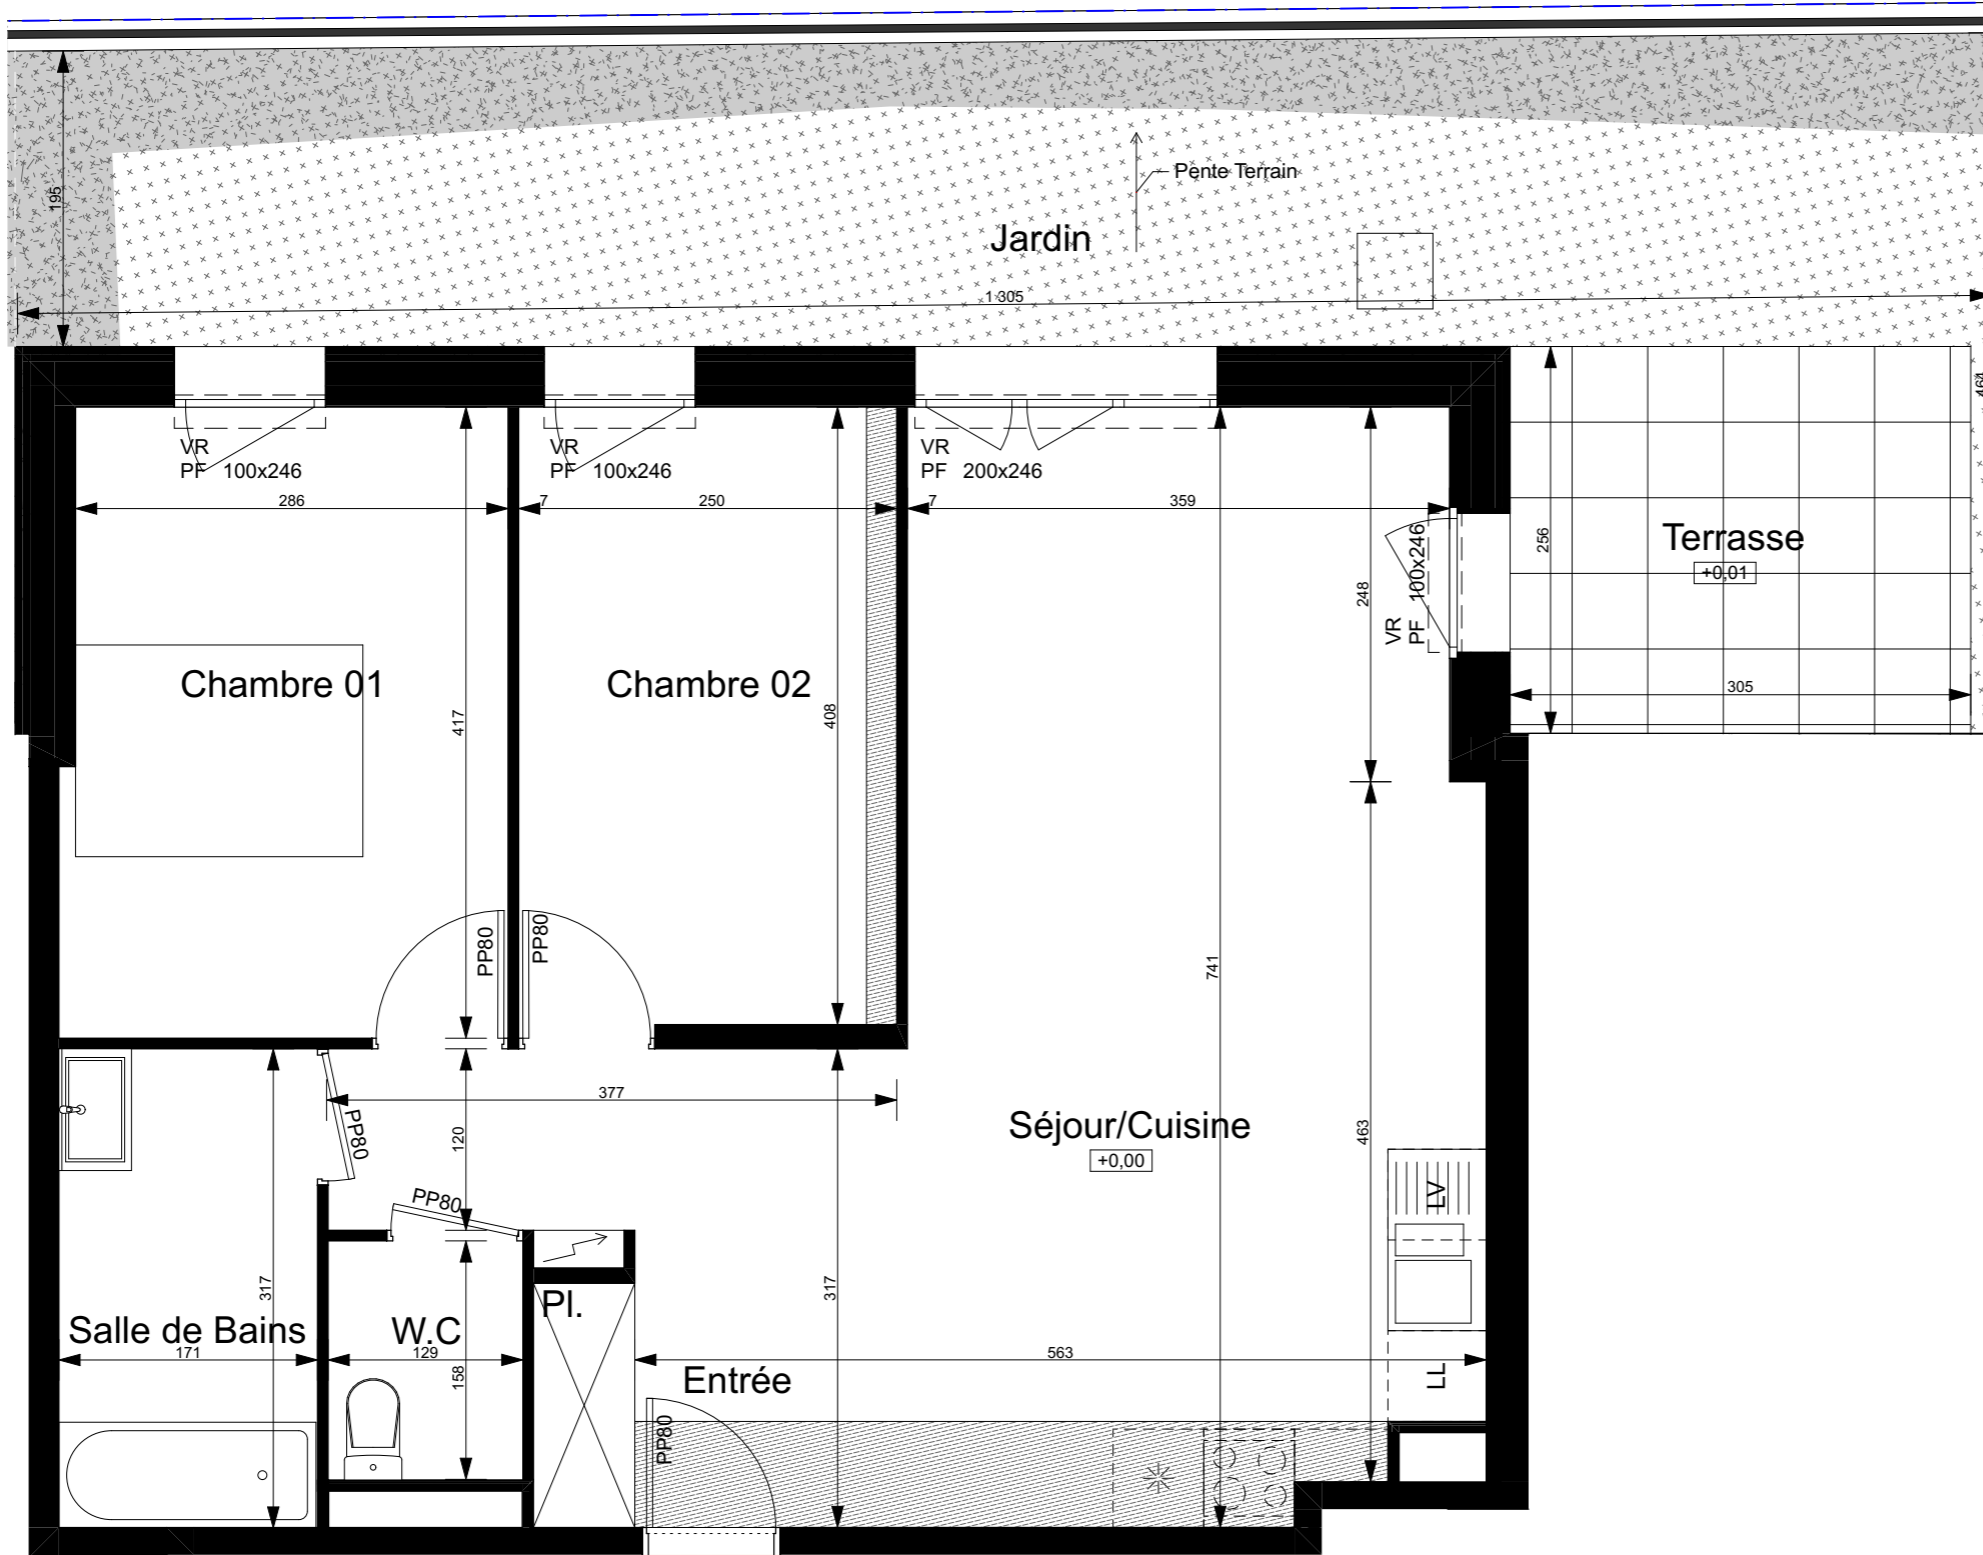 195
Pente Terrain
Jardin
1 305
VR
PF 100x246
VR
PF 100x246
VR
PF 200x246
286
7
250
7
359
VR
PF 100x246
256
Terrasse
+0,01
305
248
Chambre 01
Chambre 02
417
408
741
PP80
PP80
377
120
PP80
PP80
Séjour/Cuisine
+0,00
463
LV
LL
317
Salle de Bains
171
W.C
129
158
Pl.
317
Entrée
563
PP80